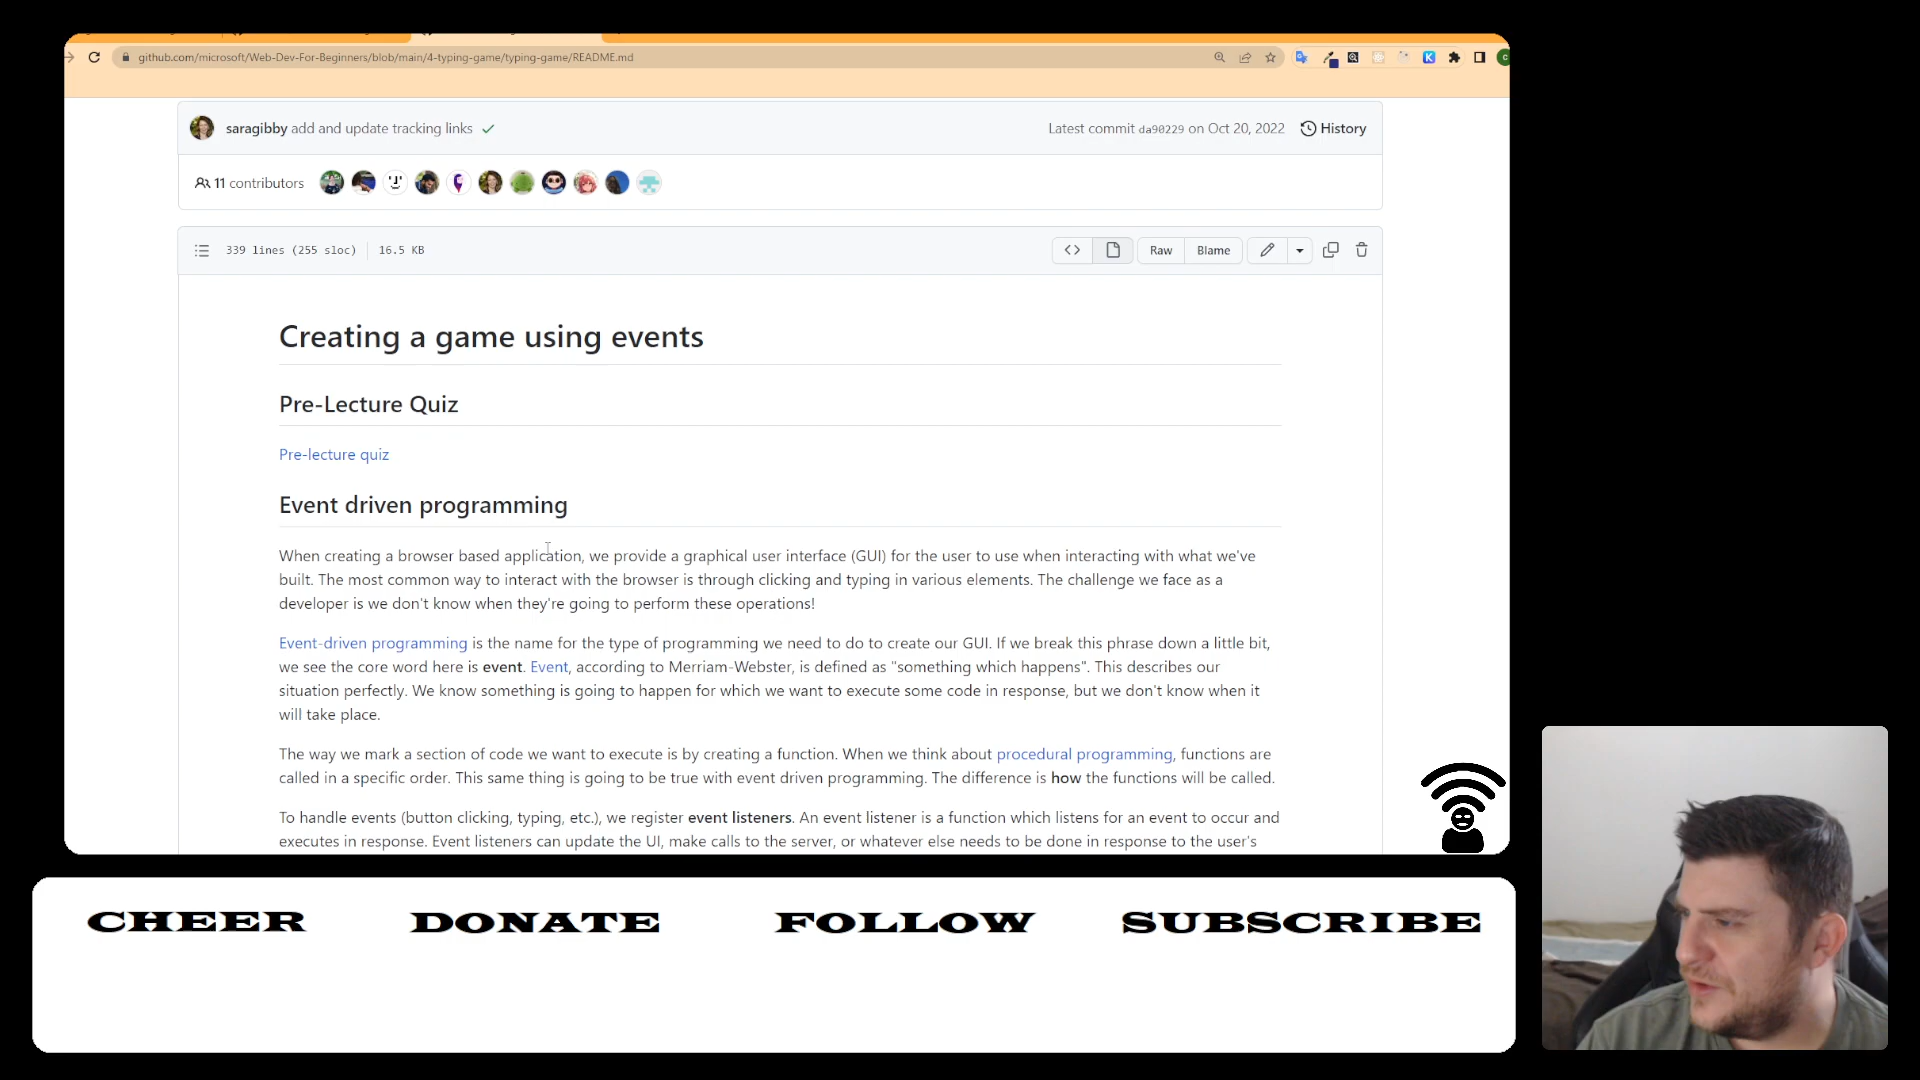 github.com/microsoft/Web-Dev-For-Beginners/blob/main/4-typing-game/typing-game/README.md
saragibby add and update tracking links
Latest commit da90229 on Oct 20, 2022 History
11 contributors
339 lines (255 sloc) 16.5 KB
Raw Blame
Creating a game using events
Pre-Lecture Quiz
Pre-lecture quiz
Event driven programming
When creating a browser based application, we provide a graphical user interface (GUI) for the user to use when interacting with what we've
built. The most common way to interact with the browser is through clicking and typing in various elements. The challenge we face as a
developer is we don't know when they're going to perform these operations!
Event-driven programming is the name for the type of programming we need to do to create our GUI. If we break this phrase down a little bit,
we see the core word here is event. Event, according to Merriam-Webster, is defined as "something which happens". This describes our
situation perfectly. We know something is going to happen for which we want to execute some code in response, but we don't know when it
will take place.
The way we mark a section of code we want to execute is by creating a function. When we think about procedural programming, functions are
called in a specific order. This same thing is going to be true with event driven programming. The difference is how the functions will be called.
To handle events (button clicking, typing, etc.), we register event listeners. An event listener is a function which listens for an event to occur and
executes in response. Event listeners can update the UI, make calls to the server, or whatever else needs to be done in response to the user's
CHEER DONATE FOLLOW SUBSCRIBE